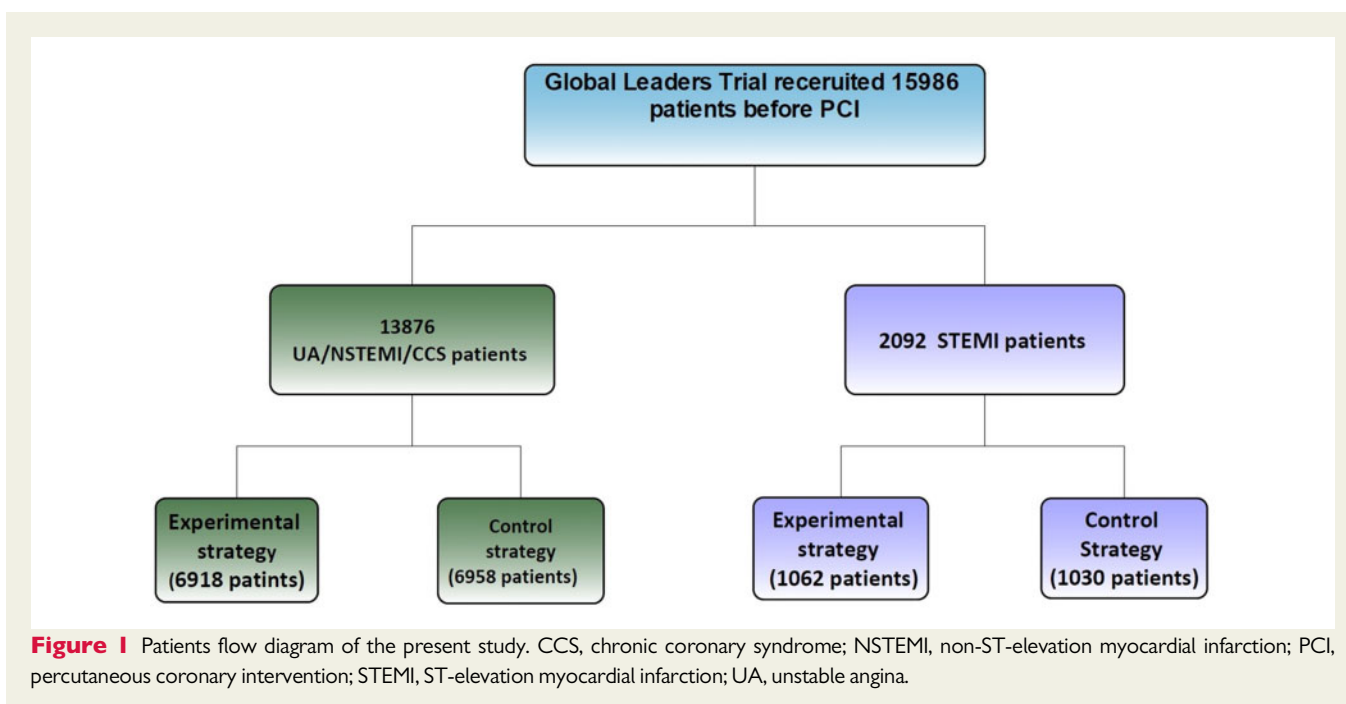 Global Leaders Trial receruited 15986
patients before PCI
13876
UA/NSTEMI/CCS patients
2092 STEMI patients
Experimental
strategy
(6918 patints)
Control
strategy
(6958 patients)
Experimental
strategy
(1062 patients)
Control
Strategy
(1030 patients)
Figure 1 Patients flow diagram of the present study. CCS, chronic coronary syndrome; NSTEMI, non-ST-elevation myocardial infarction; PCI,
percutaneous coronary intervention; STEMI, ST-elevation myocardial infarction; UA, unstable angina.